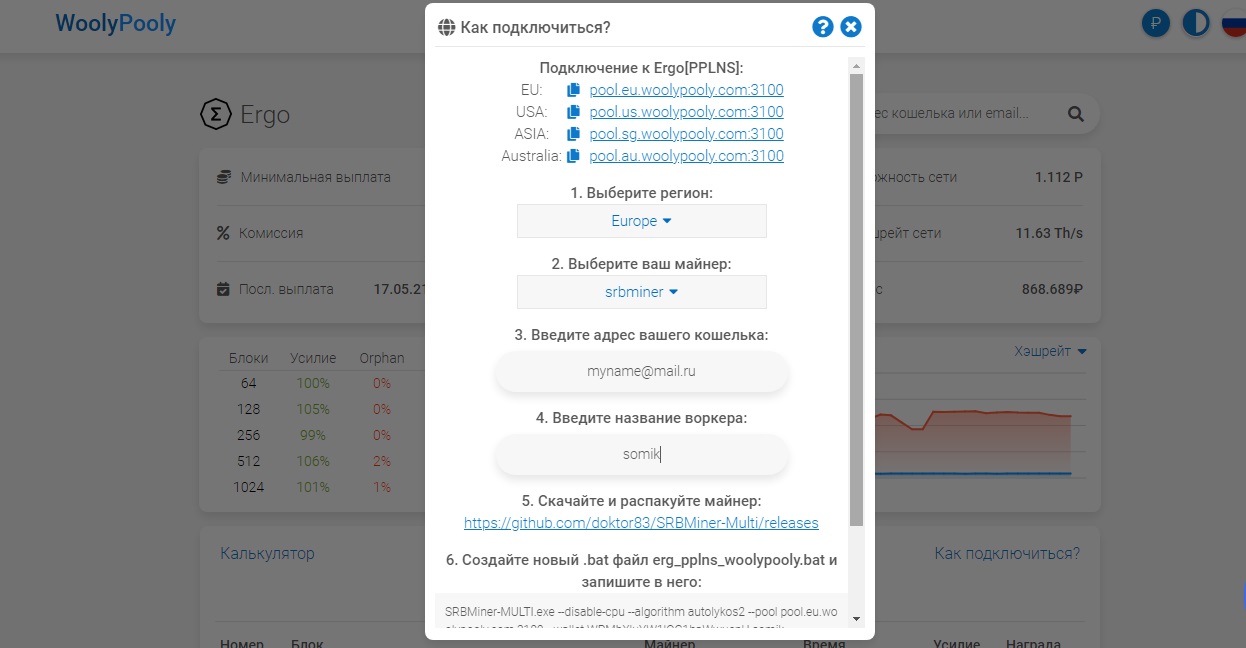 WoolyPooly
Как подключиться?
Подключение к Ergo[PPLNS]:
EU: pool.eu.woolypooly.com:3100
USA: pool.us.woolypooly.com:3100
ASIA: pool.sg.woolypooly.com:3100
Australia: pool.au.woolypooly.com:3100
1. Выберите регион:
Europe
2. Выберите ваш майнер:
srbminer
3. Введите адрес вашего кошелька:
myname@mail.ru
4. Введите название воркера:
somik
5. Скачайте и распакуйте майнер:
https://github.com/doktor83/SRBMiner-Multi/releases
6. Создайте новый .bat файл erg_pplns_woolypooly.bat и
запишите в него:
SRBMiner-MULTI.exe --disable-cpu --algorithm autolykos2 --pool pool.eu.wo
Ergo
кошелька или email...
Минимальная выплата
сети 1.112 P
Комиссия
сети 11.63 Th/s
Посл. выплата 17.05.21
868.689₽
Блоки Усилие Orphan
64 100% 0%
128 105% 0%
256 99% 0%
512 106% 2%
1024 101% 1%
Хэшрейт
Калькулятор
Как подключиться?
Номер Блок Майнер Время Усилие Награда